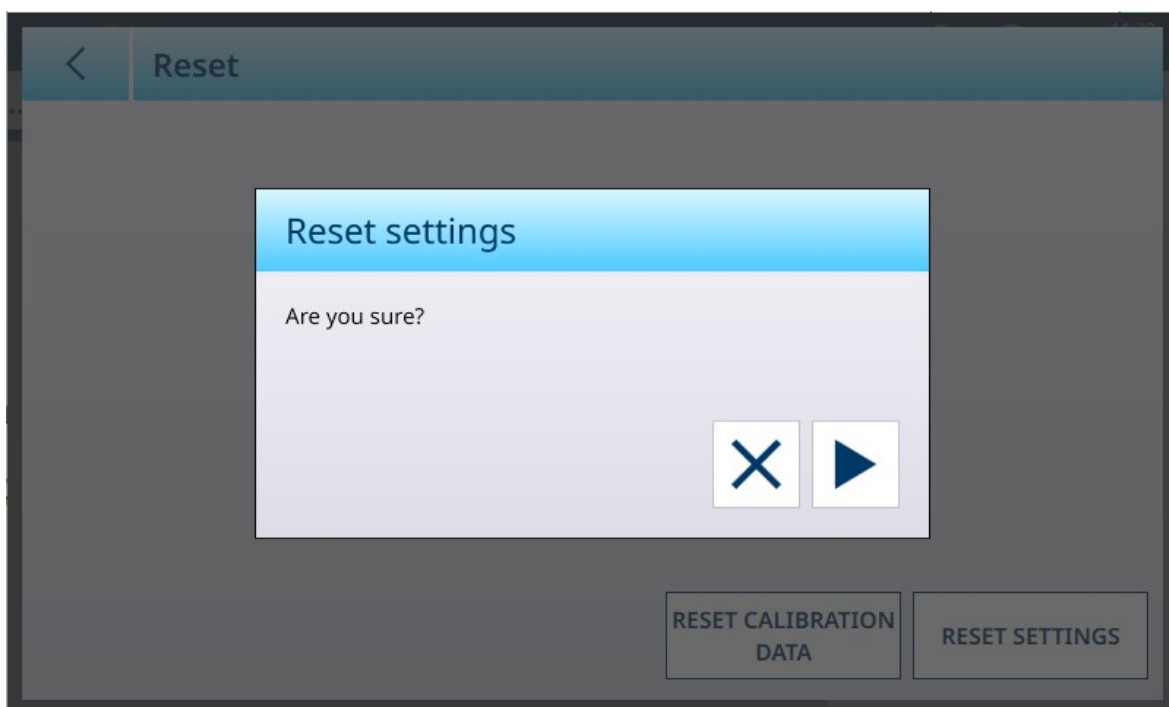 Reset
Reset settings
Are you sure?
RESET CALIBRATION
DATA
RESET SETTINGS